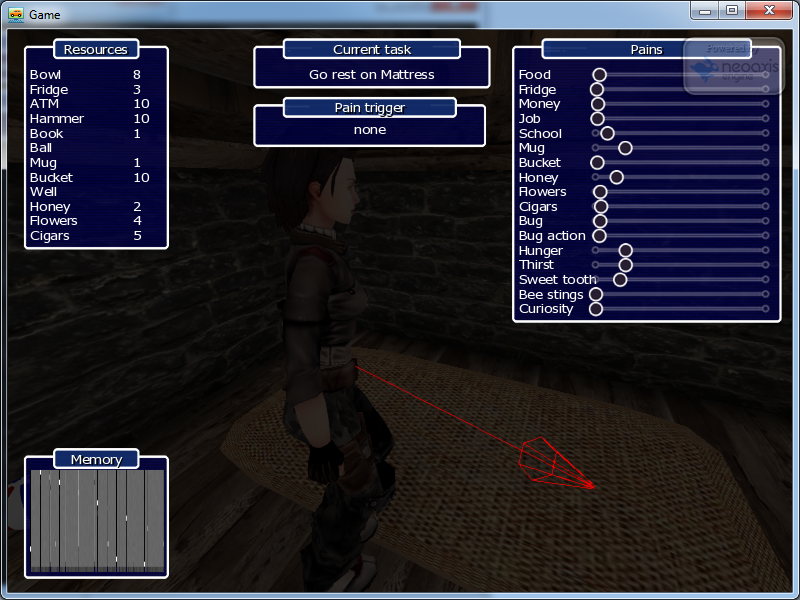 Game
Resources
Bowl 8
Fridge 3
ATM 10
Hammer 10
Book 1
Ball
Mug 1
Bucket 10
Well
Honey 2
Flowers 4
Cigars 5
Current task
Go rest on Mattress
Pain trigger
none
Pains
Powered by
neoaxis
engine
Food
Fridge
Money
Job
School
Mug
Bucket
Honey
Flowers
Cigars
Bug
Bug action
Hunger
Thirst
Sweet tooth
Bee stings
Curiosity
Memory